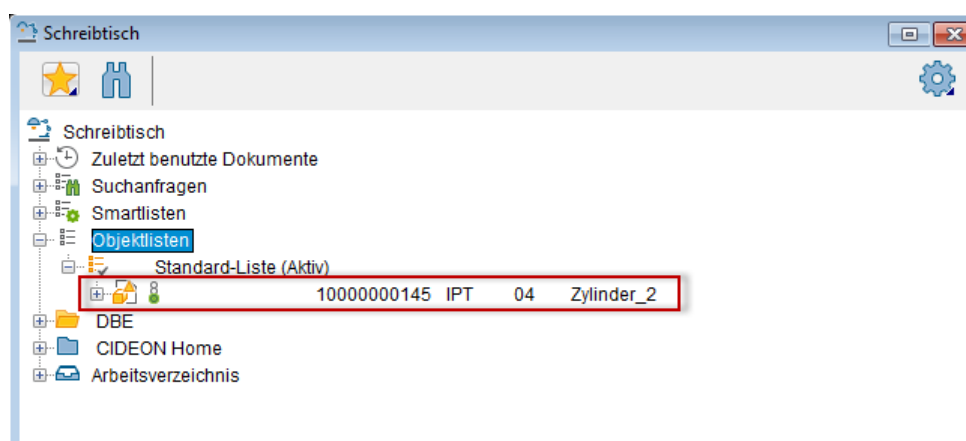 Schreibtisch
Schreibtisch
Zuletzt benutzte Dokumente
Suchanfragen
Smartlisten
Objektlisten
Standard-Liste (Aktiv)
10000000145 IPT 04 Zylinder_2
DBE
CIDEON Home
Arbeitsverzeichnis